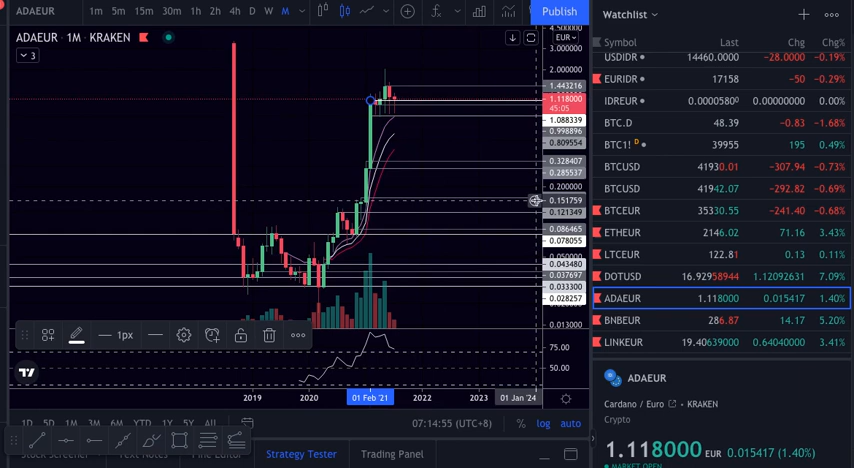 ADAEUR
1m 5m 15m 30m 1h 2h 4h D W M
Publish
ADAEUR 1M KRAKEN
3
EUR
3.000000
2.000000
1.443216
1.118000
45:05
1.088339
0.998896
0.809554
0.328407
0.285537
0.200000
0.151759
0.121349
0.086465
0.078055
0.050000
0.043480
0.037697
0.033300
0.028257
0.013000
1px
75.00
50.00
2019 2020 01 Feb '21 2022 2023 01 Jan '24
1D 5D 1M 3M 6M YTD 1Y 5Y All
07:14:55 (UTC+8)
% log auto
Stock Screener Text Notes Pine Editor Strategy Tester Trading Panel
Watchlist
Symbol Last Chg Chg%
USDIDR 14460.0000 −28.0000 −0.19%
EURIDR 17158 −50 −0.29%
IDREUR 0.0000580⁰ 0.00000000 0.00%
BTC.D 48.39 −0.83 −1.68%
BTC1! D 39955 195 0.49%
BTCUSD 41930.01 −307.94 −0.73%
BTCUSD 41942.07 −292.82 −0.69%
BTCEUR 35330.55 −241.40 −0.68%
ETHEUR 2146.02 71.16 3.43%
LTCEUR 122.81 0.13 0.11%
DOTUSD 16.92958944 1.12092631 7.09%
ADAEUR 1.118000 0.015417 1.40%
BNBEUR 286.87 14.17 5.20%
LINKEUR 19.40639000 0.64040000 3.41%
ADAEUR
Cardano / Euro • KRAKEN
Crypto
1.118000 EUR 0.015427 (1.40%)
MARKET OPEN